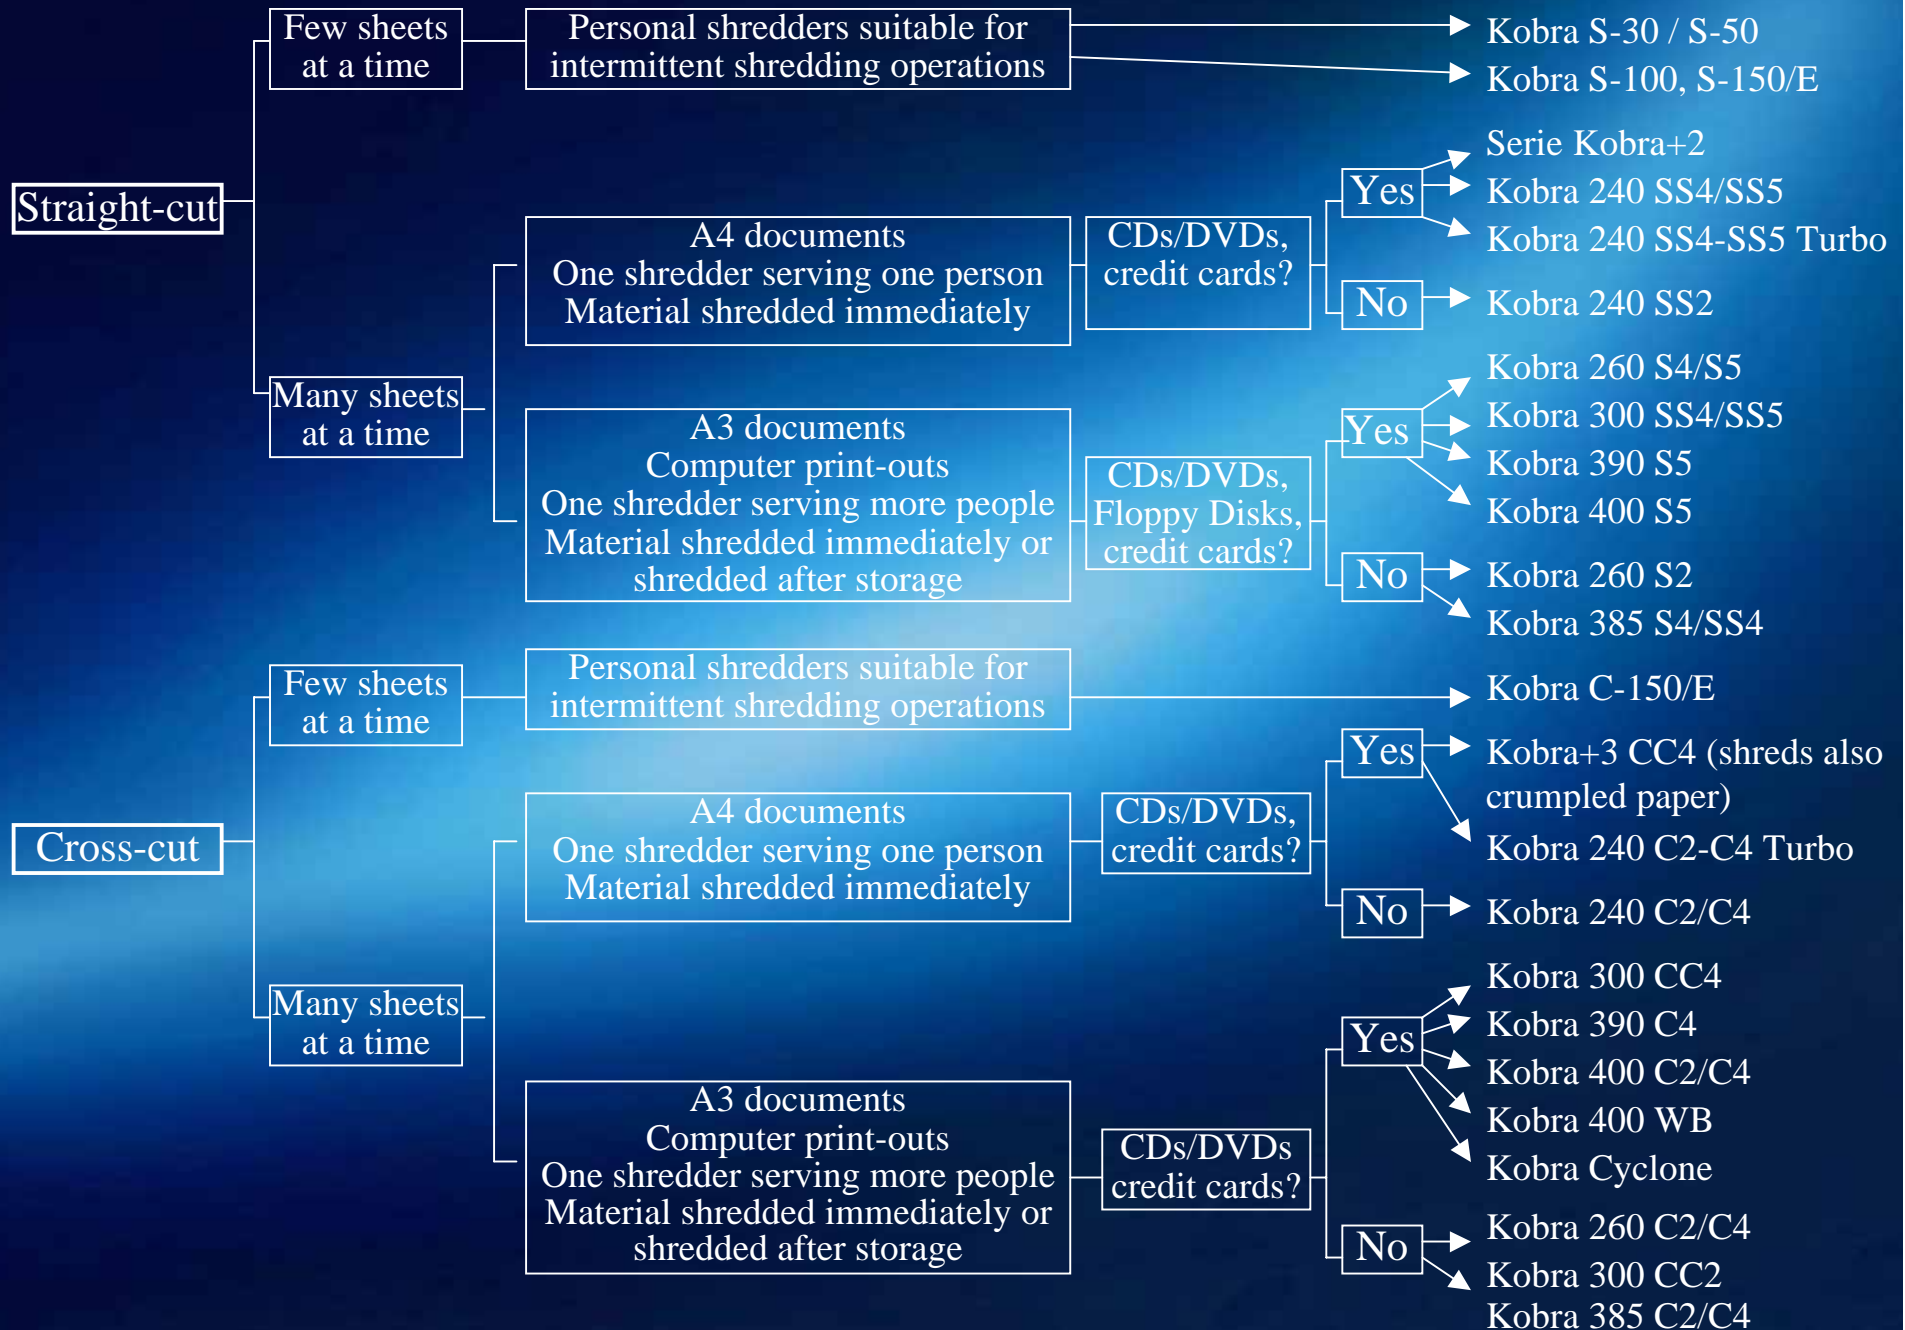 Straight-cut
Few sheets
at a time
Personal shredders suitable for
intermittent shredding operations
Kobra S-30 / S-50
Kobra S-100, S-150/E
Many sheets
at a time
A4 documents
One shredder serving one person
Material shredded immediately
CDs/DVDs,
credit cards?
Yes
Serie Kobra+2
Kobra 240 SS4/SS5
Kobra 240 SS4-SS5 Turbo
No
Kobra 240 SS2
A3 documents
Computer print-outs
One shredder serving more people
Material shredded immediately or
shredded after storage
CDs/DVDs,
Floppy Disks,
credit cards?
Yes
Kobra 260 S4/S5
Kobra 300 SS4/SS5
Kobra 390 S5
Kobra 400 S5
No
Kobra 260 S2
Kobra 385 S4/SS4
Cross-cut
Few sheets
at a time
Personal shredders suitable for
intermittent shredding operations
Kobra C-150/E
Many sheets
at a time
A4 documents
One shredder serving one person
Material shredded immediately
CDs/DVDs,
credit cards?
Yes
Kobra+3 CC4 (shreds also
crumpled paper)
Kobra 240 C2-C4 Turbo
No
Kobra 240 C2/C4
A3 documents
Computer print-outs
One shredder serving more people
Material shredded immediately or
shredded after storage
CDs/DVDs
credit cards?
Yes
Kobra 300 CC4
Kobra 390 C4
Kobra 400 C2/C4
Kobra 400 WB
Kobra Cyclone
No
Kobra 260 C2/C4
Kobra 300 CC2
Kobra 385 C2/C4